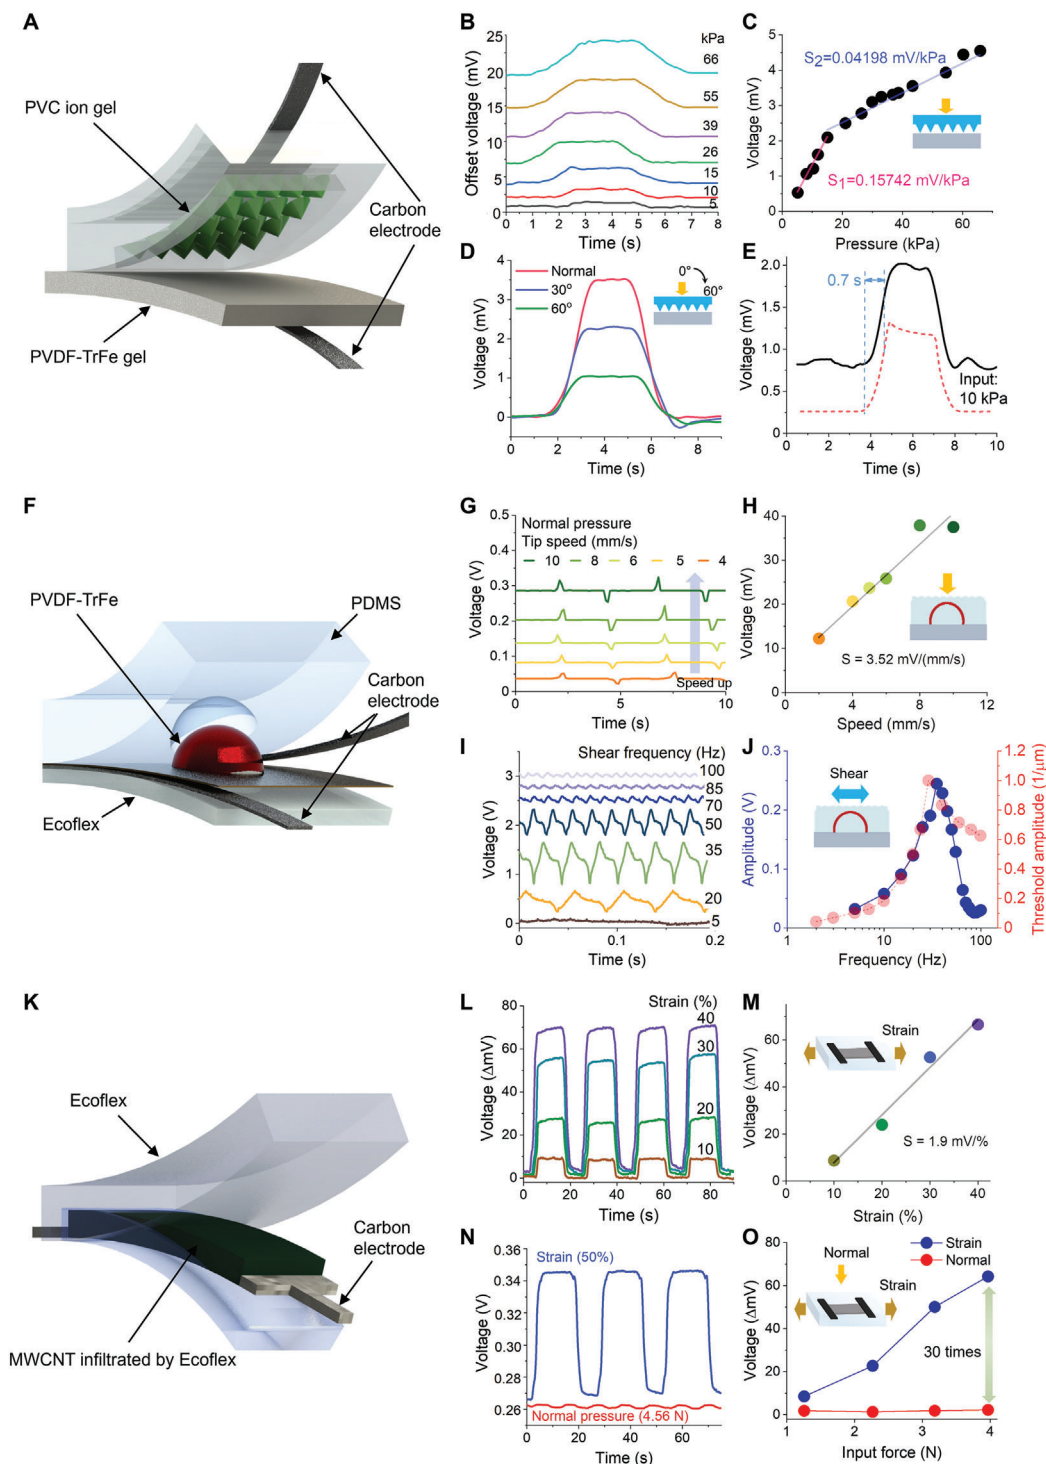 A
PVC ion gel
Carbon
electrode
PVDF-TrFe gel
B
kPa
Offset voltage (mV)
25
20
15
10
5
0
66
55
39
26
15
10
5
0 1 2 3 4 5 6 7 8
Time (s)
C
Voltage (mV)
5
4
3
2
1
0
S2=0.04198 mV/kPa
S1=0.15742 mV/kPa
0 20 40 60
Pressure (kPa)
D
Voltage (mV)
4
3
2
1
0
Normal
30°
60°
0°
60°
0 2 4 6 8
Time (s)
E
Voltage (mV)
2.0
1.5
1.0
0.5
0
0.7 s
Input:
10 kPa
0 2 4 6 8 10
Time (s)
F
PVDF-TrFe
PDMS
Carbon
electrode
Ecoflex
G
Voltage (V)
0.5
0.4
0.3
0.2
0.1
0
Normal pressure
Tip speed (mm/s)
10 8 6 5 4
Speed up
0 5 10
Time (s)
H
Voltage (mV)
40
30
20
10
0
S = 3.52 mV/(mm/s)
0 4 8 12
Speed (mm/s)
I
Shear frequency (Hz)
Voltage (V)
3
2
1
0
100
85
70
50
35
20
5
0 0.1 0.2
Time (s)
J
Amplitude (V)
0.3
0.2
0.1
0
Shear
1.2
1.0
0.8
0.6
0.4
0.2
0
Threshold amplitude (1/μm)
1 10 100
Frequency (Hz)
K
Ecoflex
Carbon
electrode
MWCNT infiltrated by Ecoflex
L
Strain (%)
Voltage (ΔmV)
80
60
40
20
0
40
30
20
10
0 20 40 60 80
Time (s)
M
Voltage (ΔmV)
60
40
20
0
Strain
S = 1.9 mV/%
0 10 20 30 40
Strain (%)
N
Voltage (V)
0.36
0.34
0.32
0.30
0.28
0.26
Strain (50%)
Normal pressure (4.56 N)
0 20 40 60
Time (s)
O
Strain
Normal
Voltage (ΔmV)
80
60
40
20
0
Normal
Strain
30 times
1 2 3 4
Input force (N)